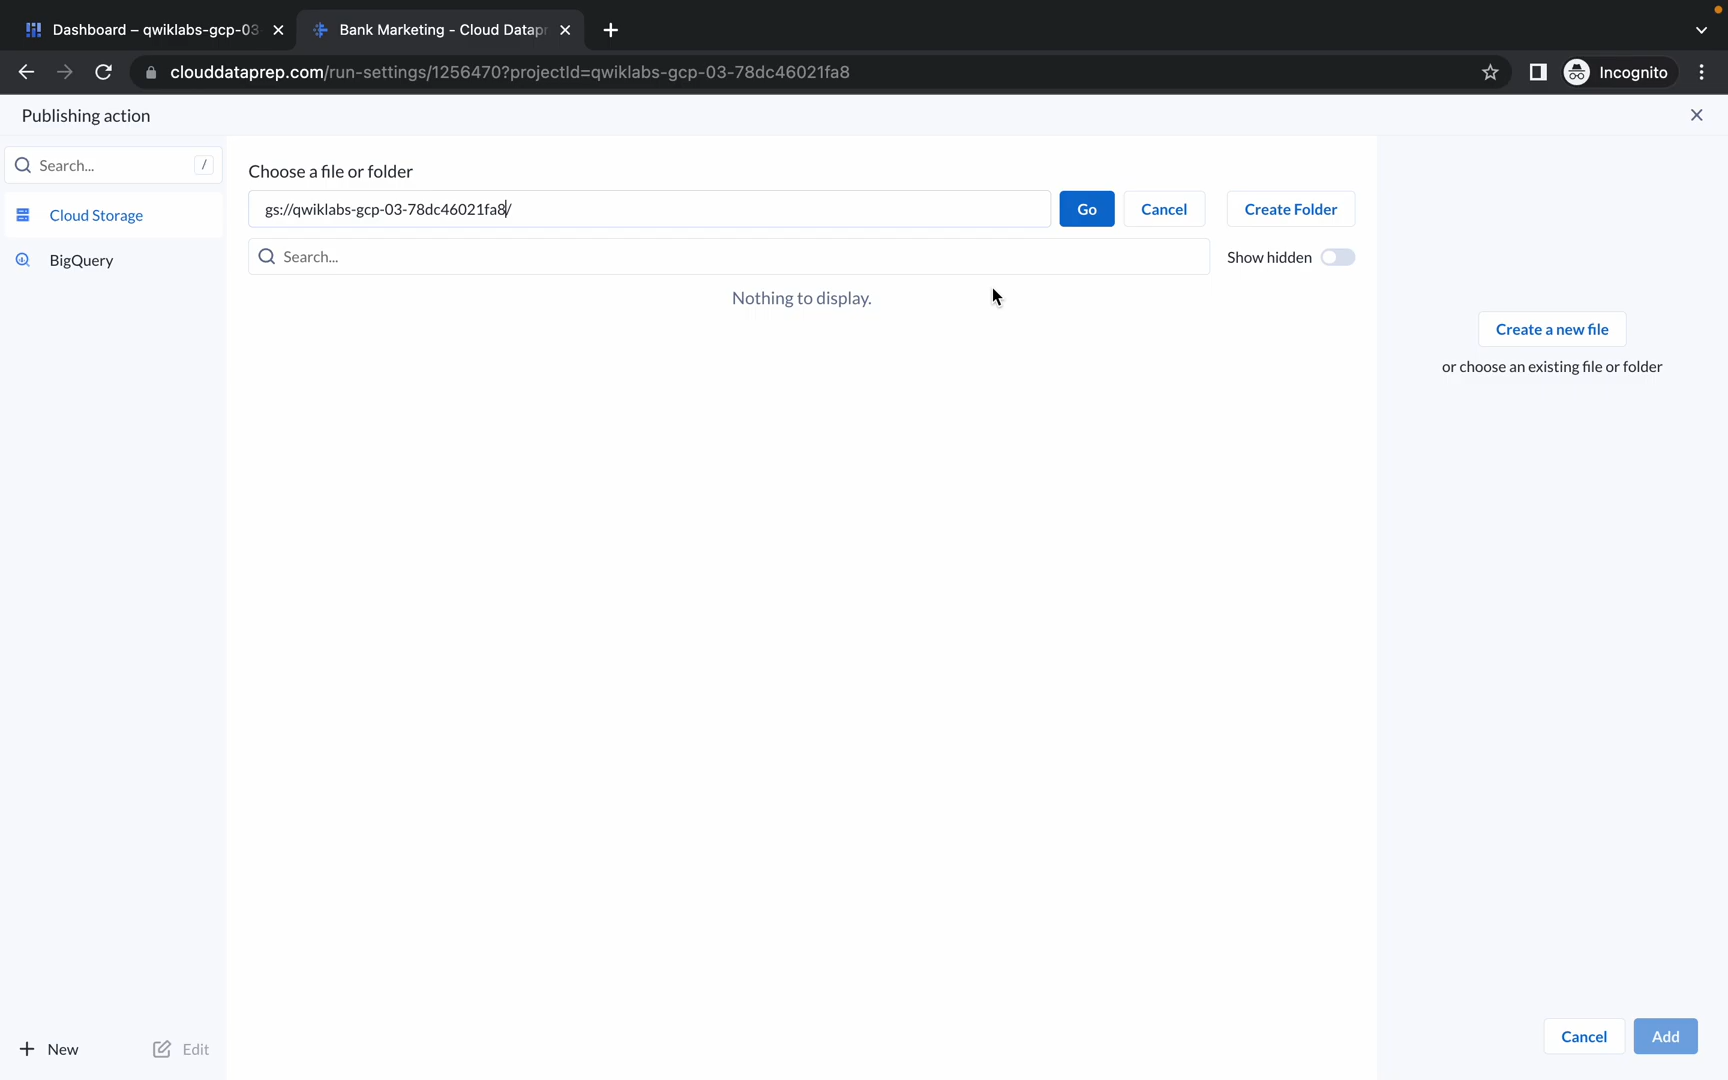 Dashboard – qwiklabs-gcp-03
Bank Marketing - Cloud Datapr
clouddataprep.com/run-settings/1256470?projectId=qwiklabs-gcp-03-78dc46021fa8
Incognito
Publishing action
Search...
/
Cloud Storage
BigQuery
Choose a file or folder
gs://qwiklabs-gcp-03-78dc46021fa8/
Go
Cancel
Create Folder
Search...
Show hidden
Nothing to display.
Create a new file
or choose an existing file or folder
New
Edit
Cancel
Add